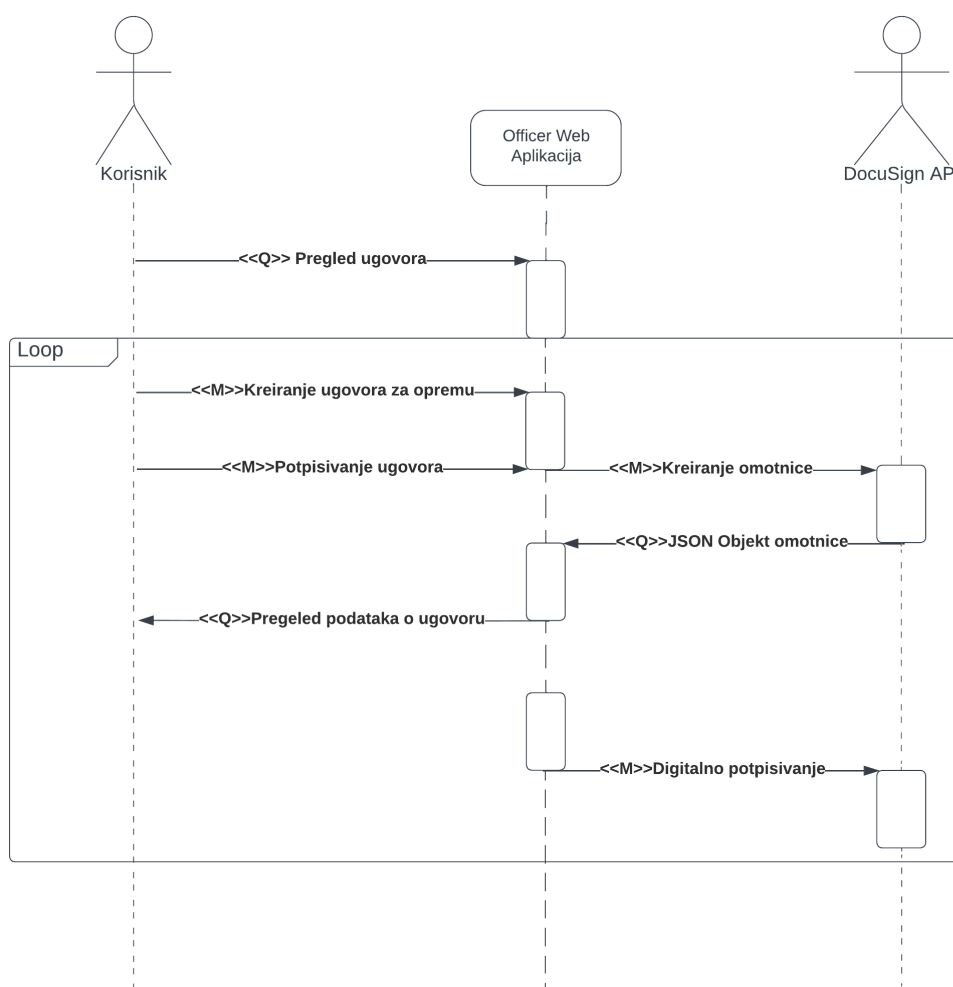 Officer Web
Aplikacija
Korisnik
DocuSign AP
<<Q>> Pregled ugovora
Loop
<<M>>Kreiranje ugovora za opremu
<<M>>Potpisivanje ugovora
<<M>>Kreiranje omotnice
<<Q>>JSON Objekt omotnice
<<Q>>Pregeled podataka o ugovoru
<<M>>Digitalno potpisivanje